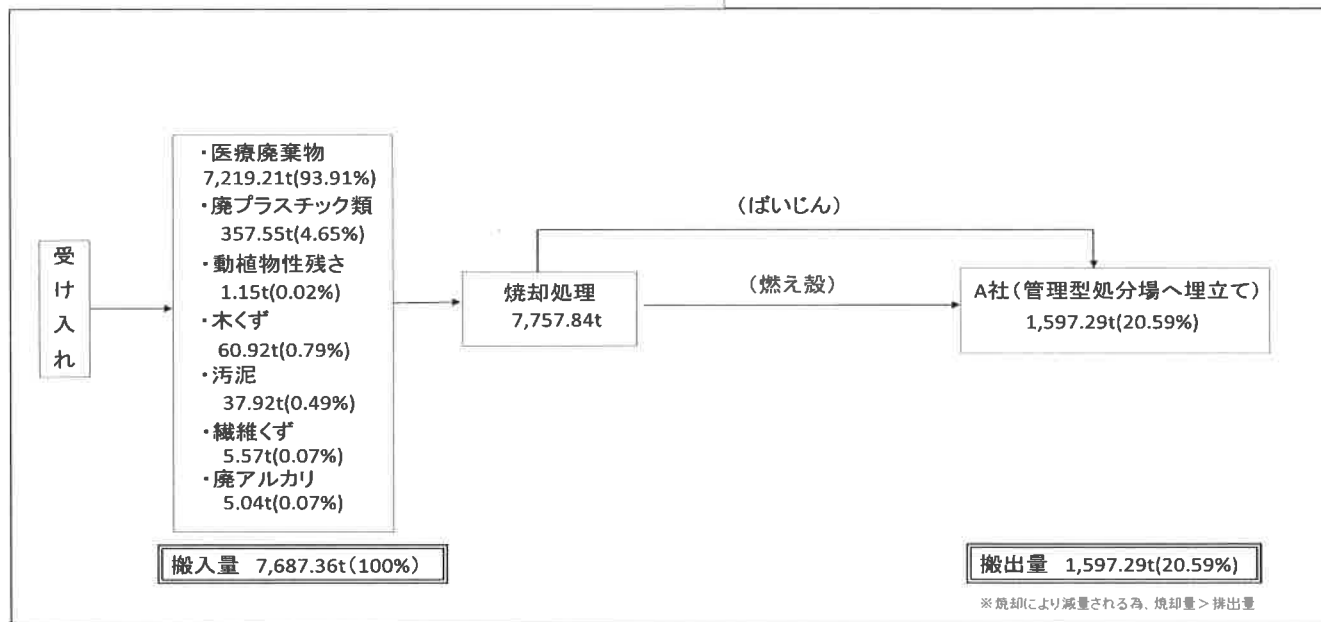 受け入れ
・医療廃棄物
7,219.21t(93.91%)
・廃プラスチック類
357.55t(4.65%)
・動植物性残さ
1.15t(0.02%)
・木くず
60.92t(0.79%)
・汚泥
37.92t(0.49%)
・繊維くず
5.57t(0.07%)
・廃アルカリ
5.04t(0.07%)
搬入量 7,687.36t(100%)
焼却処理
7,757.84t
(ばいじん)
(燃え殻)
A社(管理型処分場へ埋立て)
1,597.29t(20.59%)
搬出量 1,597.29t(20.59%)
※焼却により減量される為、焼却量>排出量